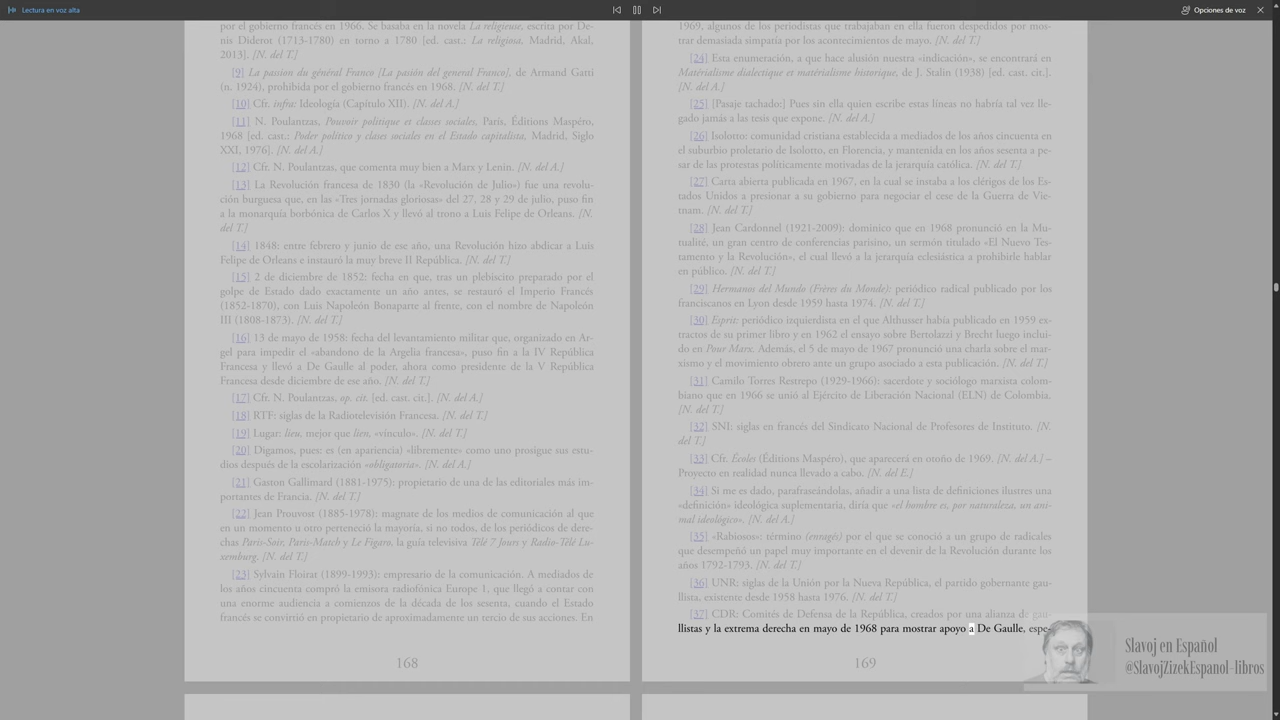 Lectura en voz alta
Opciones de voz
por el gobierno francés en 1966. Se basaba en la novela La religieuse, escrita por De-
nis Diderot (1713-1780) en torno a 1780 [ed. cast.: La religiosa, Madrid, Akal,
2013]. [N. del T.]
[9] La passion du général Franco [La pasión del general Franco], de Armand Gatti
(n. 1924), prohibida por el gobierno francés en 1968. [N. del T.]
[10] Cfr. infra: Ideología (Capítulo XII). [N. del A.]
[11] N. Poulantzas, Pouvoir politique et classes sociales, París, Éditions Maspéro,
1968 [ed. cast.: Poder político y clases sociales en el Estado capitalista, Madrid, Siglo
XXI, 1976]. [N. del A.]
[12] Cfr. N. Poulantzas, que comenta muy bien a Marx y Lenin. [N. del A.]
[13] La Revolución francesa de 1830 (la «Revolución de Julio») fue una revolu-
ción burguesa que, en las «Tres jornadas gloriosas» del 27. 28 y 29 de julio, puso fin
a la monarquía borbónica de Carlos X y llevó al trono a Luis Felipe de Orleans. [N.
del T.]
[14] 1848: entre febrero y junio de ese año, una Revolución hizo abdicar a Luis
Felipe de Orleans e instauró la muy breve II República. [N. del T.]
[15] 2 de diciembre de 1852: fecha en que, tras un plebiscito preparado por el
golpe de Estado dado exactamente un año antes, se restauró el Imperio Francés
(1852-1870), con Luis Napoleón Bonaparte al frente, con el nombre de Napoleón
III (1808-1873). [N. del T.]
[16] 13 de mayo de 1958: fecha del levantamiento militar que, organizado en Ar-
gel para impedir el «abandono de la Argelia francesa», puso fin a la IV República
Francesa y llevó a De Gaulle al poder, ahora como presidente de la V República
Francesa desde diciembre de ese año. [N. del T.]
[17] Cfr. N. Poulantzas, op. cit. [ed. cast. cit.]. [N. del A.]
[18] RTF: siglas de la Radiotelevisión Francesa. [N. del T.]
[19] Lugar: lieu, mejor que lien, «vínculo». [N. del T.]
[20] Digamos, pues: es (en apariencia) «libremente» como uno prosigue sus estu-
dios después de la escolarización «obligatoria». [N. del A.]
[21] Gaston Gallimard (1881-1975): propietario de una de las editoriales más im-
portantes de Francia. [N. del T.]
[22] Jean Prouvost (1885-1978): magnate de los medios de comunicación al que
en un momento u otro perteneció la mayoría, si no todos, de los periódicos de dere-
chas Paris-Soir, Paris-Match y Le Figaro, la guía televisiva Télé 7 Jours y Radio-Télé Lu-
xemburg. [N. del T.]
[23] Sylvain Floirat (1899-1993): empresario de la comunicación. A mediados de
los años cincuenta compró la emisora radiofónica Europe 1, que llegó a contar con
una enorme audiencia a comienzos de la década de los sesenta, cuando el Estado
francés se convirtió en propietario de aproximadamente un tercio de sus acciones. En
168
1969, algunos de los periodistas que trabajaban en ella fueron despedidos por mos-
trar demasiada simpatía por los acontecimientos de mayo. [N. del T.]
[24] Esta enumeración, a que hace alusión nuestra «indicación», se encontrará en
Matérialisme dialectique et matérialisme historique, de J. Stalin (1938) [ed. cast. cit.].
[N. del A.]
[25] [Pasaje tachado:] Pues sin ella quien escribe estas líneas no habría tal vez lle-
gado jamás a las tesis que expone. [N. del A.]
[26] Isolotto: comunidad cristiana establecida a mediados de los años cincuenta en
el suburbio proletario de Isolotto, en Florencia, y mantenida en los años sesenta a pe-
sar de las protestas políticamente motivadas de la jerarquía católica. [N. del T.]
[27] Carta abierta publicada en 1967, en la cual se instaba a los clérigos de los Es-
tados Unidos a presionar a su gobierno para negociar el cese de la Guerra de Vie-
tnam. [N. del T.]
[28] Jean Cardonnel (1921-2009): dominico que en 1968 pronunció en la Mu-
tualité, un gran centro de conferencias parisino, un sermón titulado «El Nuevo Tes-
tamento y la Revolución», el cual llevó a la jerarquía eclesiástica a prohibirle hablar
en público. [N. del T.]
[29] Hermanos del Mundo (Frères du Monde): periódico radical publicado por los
franciscanos en Lyon desde 1959 hasta 1974. [N. del T.]
[30] Esprit: periódico izquierdista en el que Althusser había publicado en 1959 ex-
tractos de su primer libro y en 1962 el ensayo sobre Bertolazzi y Brecht luego inclui-
do en Pour Marx. Además, el 5 de mayo de 1967 pronunció una charla sobre el mar-
xismo y el movimiento obrero ante un grupo asociado a esta publicación. [N. del T.]
[31] Camilo Torres Restrepo (1929-1966): sacerdote y sociólogo marxista colom-
biano que en 1966 se unió al Ejército de Liberación Nacional (ELN) de Colombia.
[N. del T.]
[32] SNI: siglas en francés del Sindicato Nacional de Profesores de Instituto. [N.
del T.]
[33] Cfr. Écoles (Éditions Maspéro), que aparecerá en otoño de 1969. [N. del A.] –
Proyecto en realidad nunca llevado a cabo. [N. del E.]
[34] Si me es dado, parafraseándolas, añadir a una lista de definiciones ilustres una
«definición» ideológica suplementaria, diría que «el hombre es, por naturaleza, un ani-
mal ideológico». [N. del A.]
[35] «Rabiosos»: término (enragés) por el que se conoció a un grupo de radicales
que desempeñó un papel muy importante en el devenir de la Revolución durante los
años 1792-1793. [N. del T.]
[36] UNR: siglas de la Unión por la Nueva República, el partido gobernante gau-
llista, existente desde 1958 hasta 1976. [N. del T.]
[37] CDR: Comités de Defensa de la República, creados por una alianza de gau-
llistas y la extrema derecha en mayo de 1968 para mostrar apoyo a De Gaulle, espe-
169
Slavoj en Español
@SlavojZizekEspanol-libros